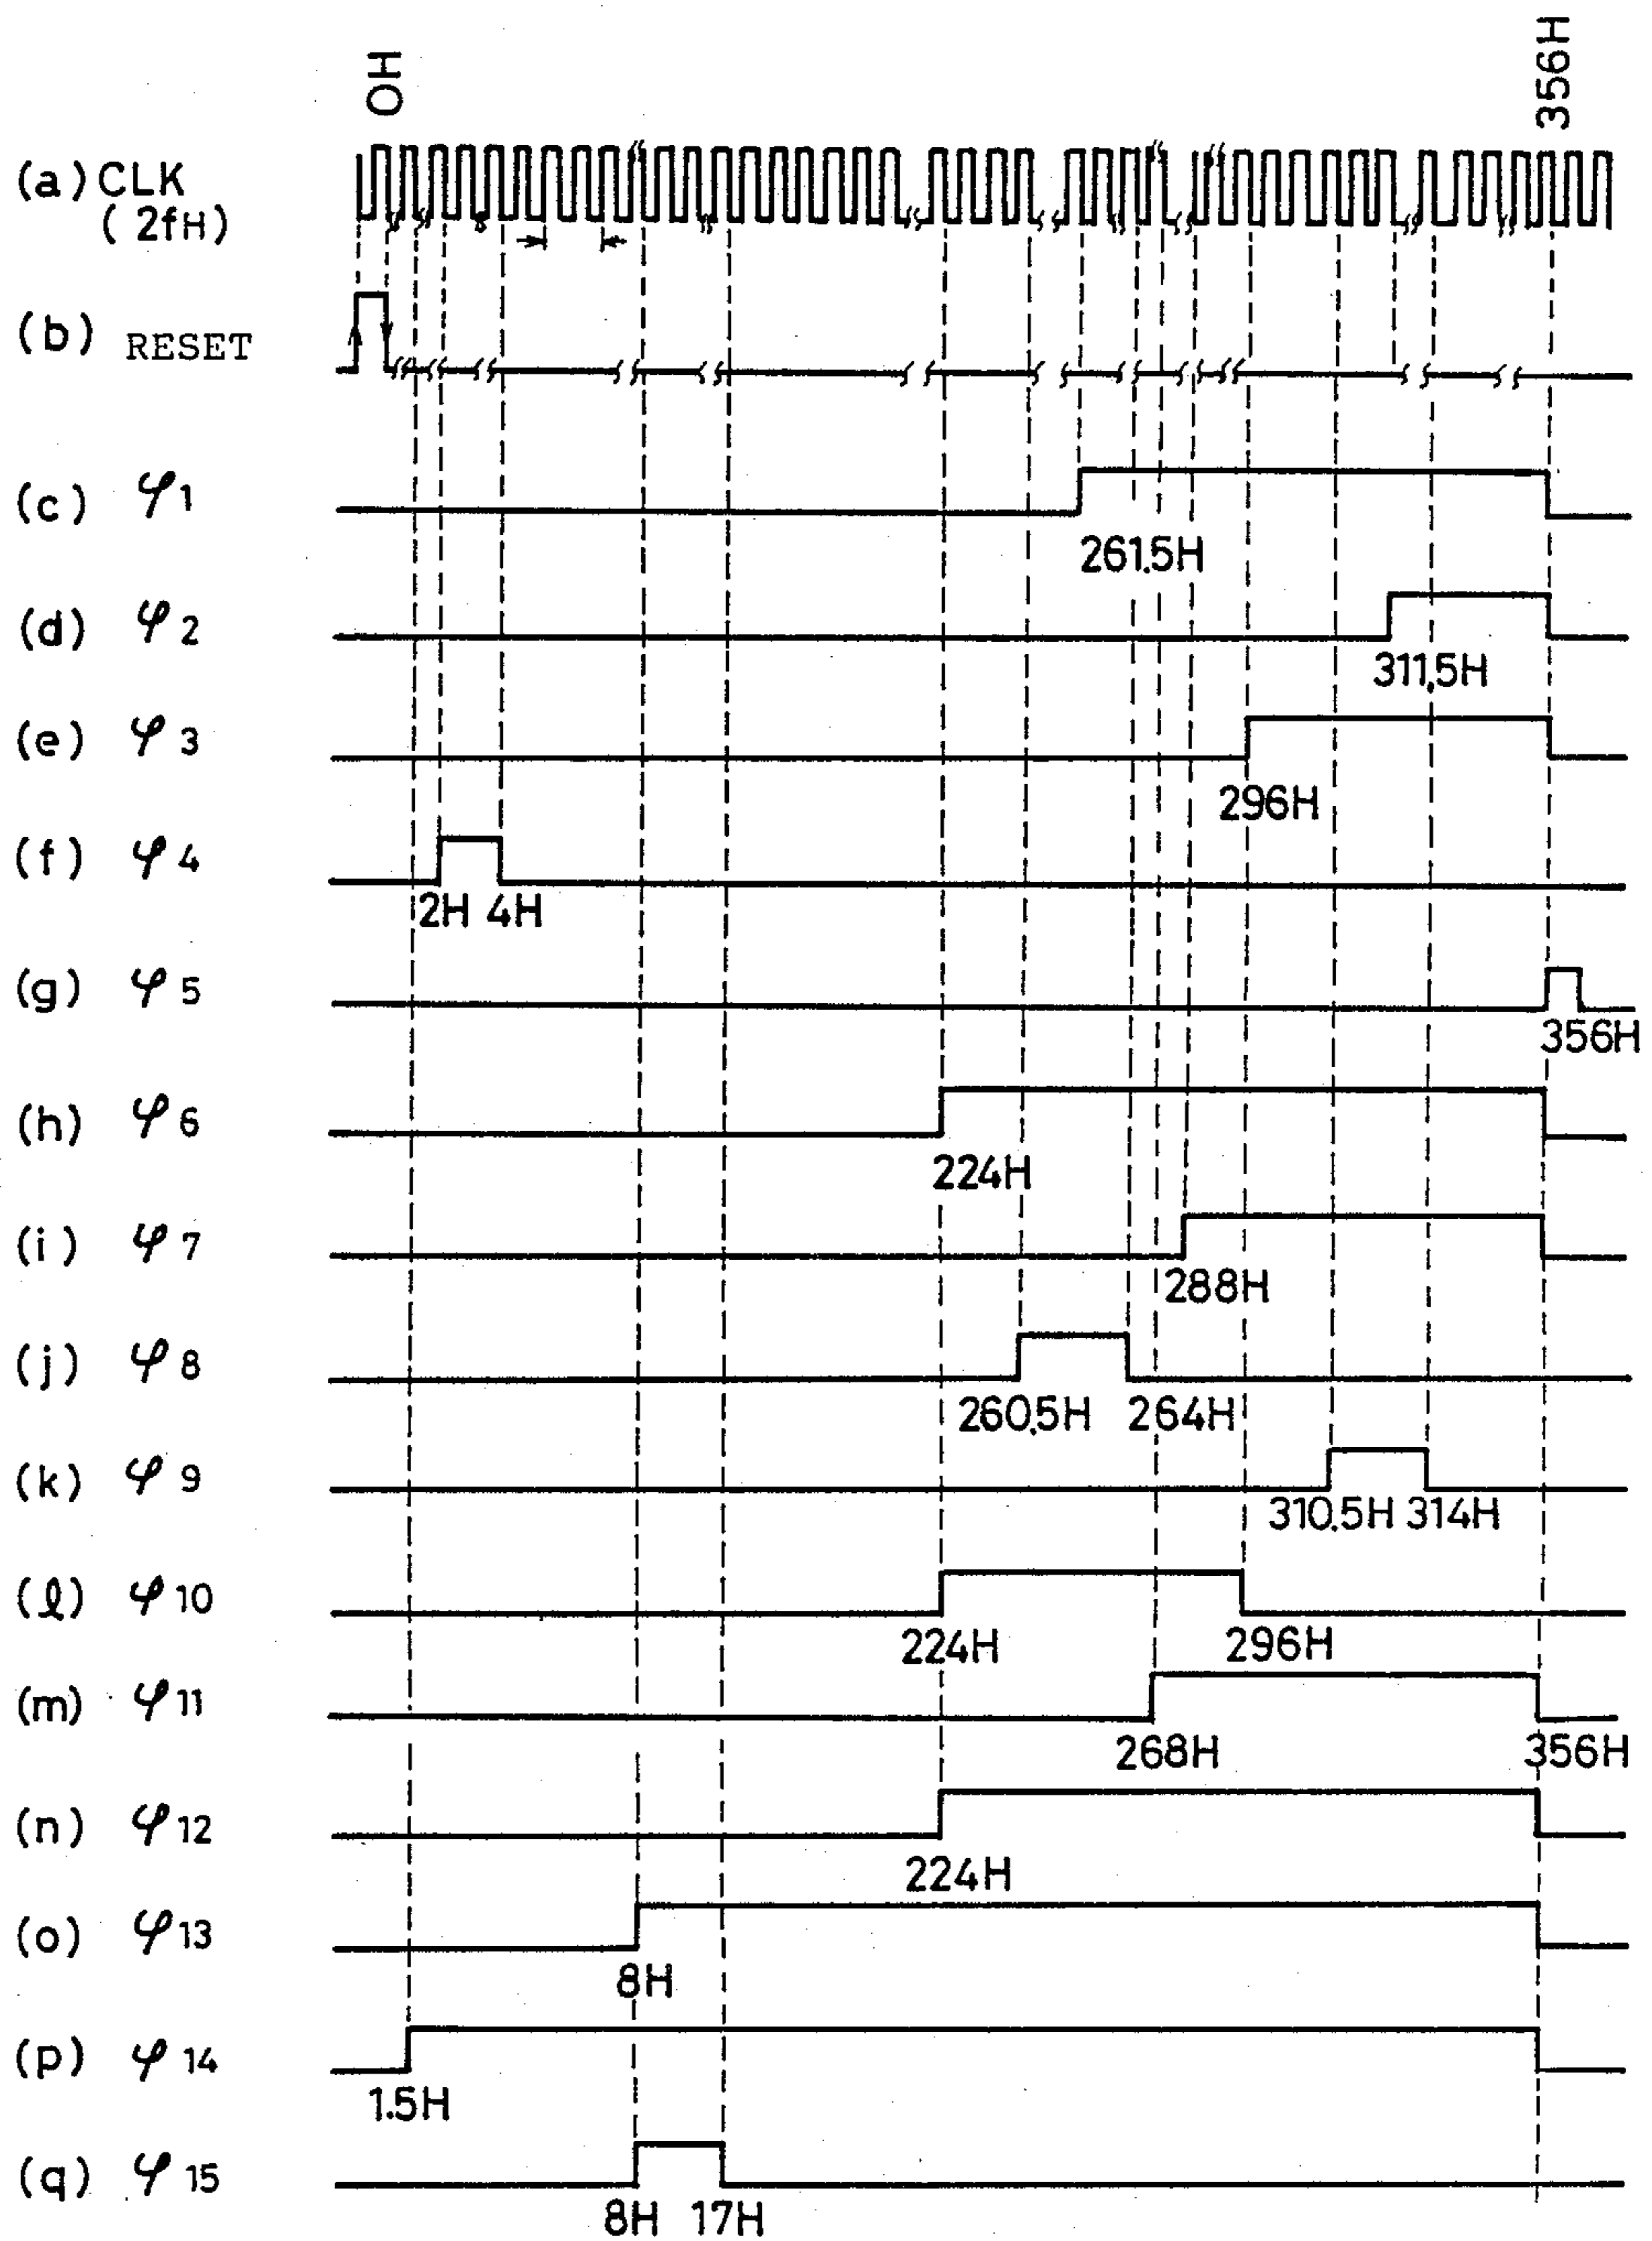 0H
356H
(a) CLK
(2fH)
(b) RESET
(c) φ1
261.5H
(d) φ2
311.5H
(e) φ3
296H
(f) φ4
2H 4H
(g) φ5
356H
(h) φ6
224H
(i) φ7
288H
(j) φ8
260.5H 264H
(k) φ9
310.5H 314H
(l) φ10
224H 296H
(m) φ11
268H 356H
(n) φ12
224H
(o) φ13
8H
(p) φ14
1.5H
(q) φ15
8H 17H